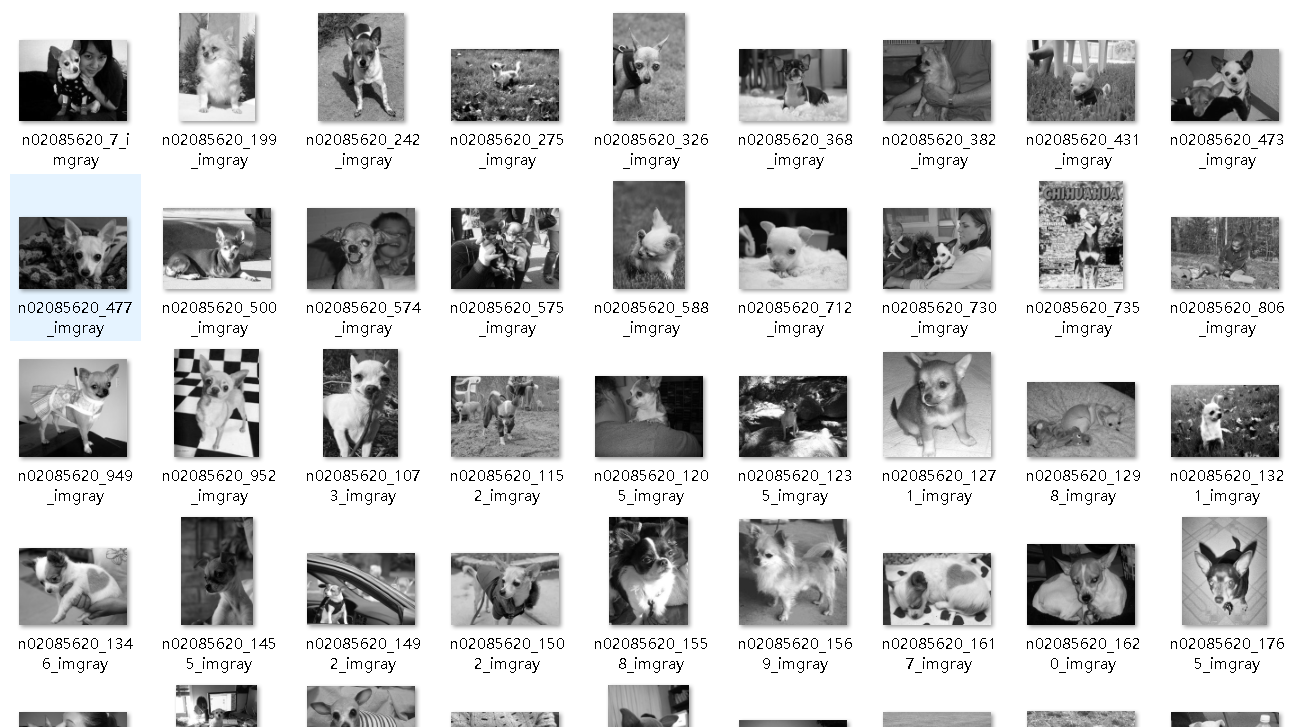 n02085620_7_i
mgray
n02085620_199
_imgray
n02085620_242
_imgray
n02085620_275
_imgray
n02085620_326
_imgray
n02085620_368
_imgray
n02085620_382
_imgray
n02085620_431
_imgray
n02085620_473
_imgray
CHIHUAHUA
n02085620_477
_imgray
n02085620_500
_imgray
n02085620_574
_imgray
n02085620_575
_imgray
n02085620_588
_imgray
n02085620_712
_imgray
n02085620_730
_imgray
n02085620_735
_imgray
n02085620_806
_imgray
n02085620_949
_imgray
n02085620_952
_imgray
n02085620_107
3_imgray
n02085620_115
2_imgray
n02085620_120
5_imgray
n02085620_123
5_imgray
n02085620_127
1_imgray
n02085620_129
8_imgray
n02085620_132
1_imgray
n02085620_134
6_imgray
n02085620_145
5_imgray
n02085620_149
2_imgray
n02085620_150
2_imgray
n02085620_155
8_imgray
n02085620_156
9_imgray
n02085620_161
7_imgray
n02085620_162
0_imgray
n02085620_176
5_imgray